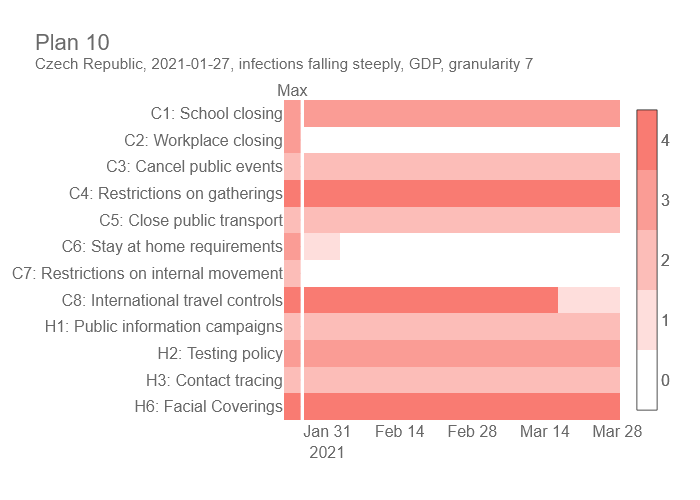 Plan 10
Czech Republic, 2021-01-27, infections falling steeply, GDP, granularity 7
Max
C1: School closing
C2: Workplace closing
C3: Cancel public events
C4: Restrictions on gatherings
C5: Close public transport
C6: Stay at home requirements
C7: Restrictions on internal movement
C8: International travel controls
H1: Public information campaigns
H2: Testing policy
H3: Contact tracing
H6: Facial Coverings
4
3
2
1
0
Jan 31 Feb 14 Feb 28 Mar 14 Mar 28
2021